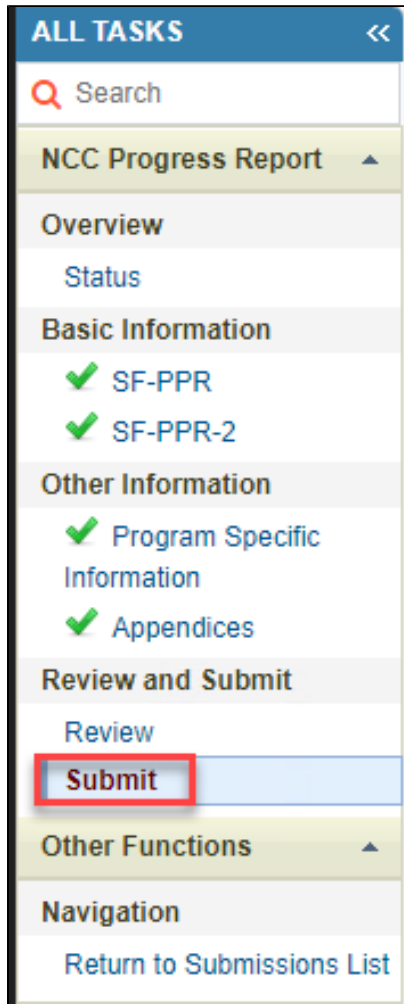 ALL TASKS
Search
NCC Progress Report
Overview
Status
Basic Information
SF-PPR
SF-PPR-2
Other Information
Program Specific
Information
Appendices
Review and Submit
Review
Submit
Other Functions
Navigation
Return to Submissions List